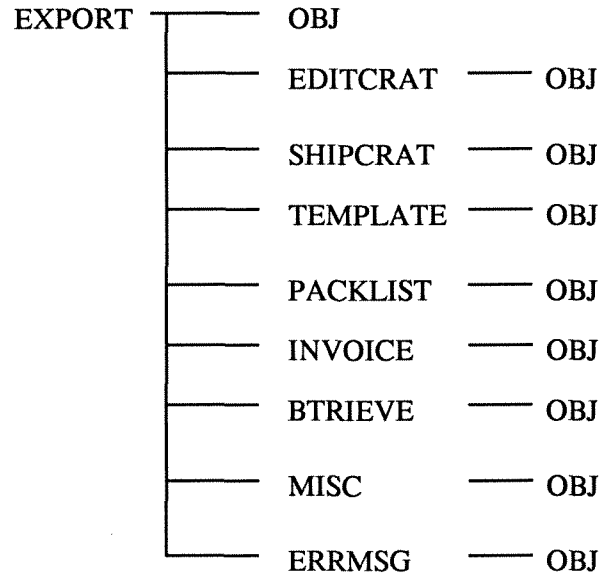 EXPORT OBJ
EDITCRAT OBJ
SHIPCRAT OBJ
TEMPLATE OBJ
PACKLIST OBJ
INVOICE OBJ
BTRIEVE OBJ
MISC OBJ
ERRMSG OBJ